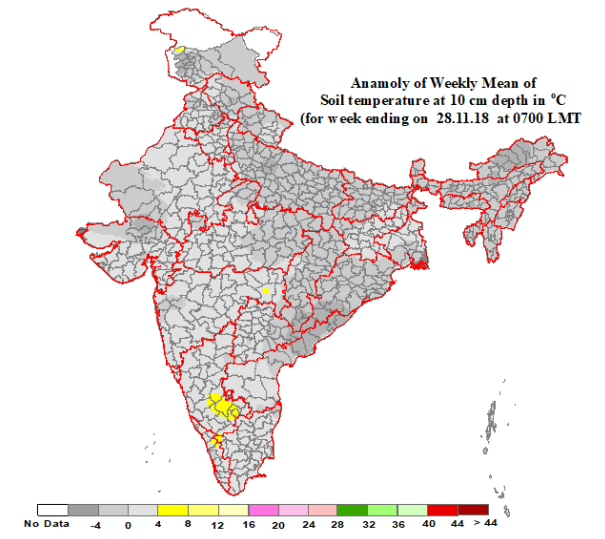 Anamoly of Weekly Mean of
Soil temperature at 10 cm depth in °C
(for week ending on 28.11.18 at 0700 LMT
No Data -4 0 4 8 12 16 20 24 28 32 36 40 44 > 44